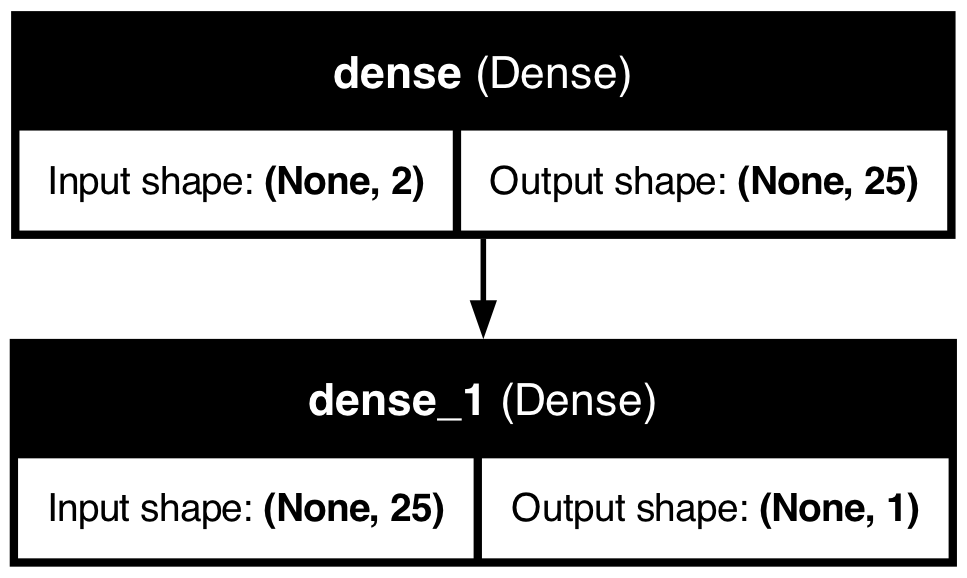 dense (Dense)
Input shape: (None, 2) Output shape: (None, 25)
dense_1 (Dense)
Input shape: (None, 25) Output shape: (None, 1)